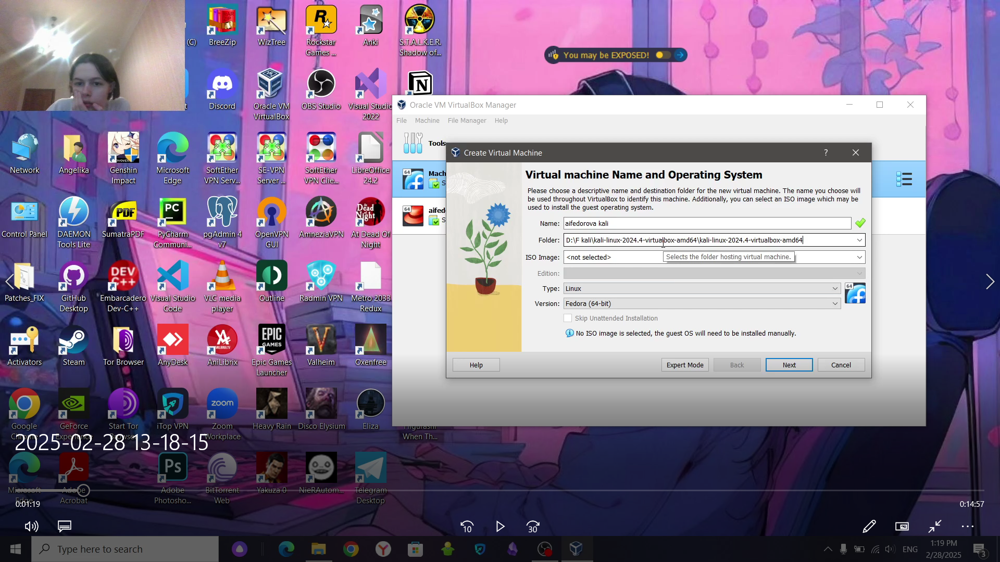 (C)
BreeZip
WizTree
Rockstar
Games ...
Anki
S.T.A.L.K.E.R.
Shadow of...
You may be EXPOSED!
t
Discord
Oracle VM
VirtualBox
OBS Studio
Visual Studio
2022
Oracle VM VirtualBox Manager
File Machine File Manager Help
Tools
Network
Angelika
Genshin
Impact
Microsoft
Edge
SoftEther
VPN Serv...
SE-VPN
Server ...
SoftEther
VPN Clie...
LibreOffice
24.2
64
Mach
S
64
aifed
S
Create Virtual Machine
?
Virtual machine Name and Operating System
Please choose a descriptive name and destination folder for the new virtual machine. The name you choose will
be used throughout VirtualBox to identify this machine. Additionally, you can select an ISO image which may be
used to install the guest operating system.
Name: aifedorova kali
Folder: D:\F kali\kali-linux-2024.4-virtualbox-amd64\kali-linux-2024.4-virtualbox-amd64
ISO Image: <not selected>
Selects the folder hosting virtual machine.
Edition:
Type: Linux
64
Version: Fedora (64-bit)
Skip Unattended Installation
No ISO image is selected, the guest OS will need to be installed manually.
Help
Expert Mode
Back
Next
Cancel
PDF
PC
At Dead
Night
Control Panel
DAEMON
Tools Lite
SumatraPDF
PyCharm
Communi...
pgAdmin 4
v7
OpenVPN
GUI
AmneziaVPN
At Dead Of
Night
DEV
C++
Patches_FIX
GitHub
Desktop
Embarcadero
Dev-C++
Visual Studio
Code
VLC media
player
Outline
Radmin VPN
Metro 2033
Redux
EPIC
GAMES
Activators
Steam
Tor Browser
AnyDesk
AniLibrix
Epic Games
Launcher
Valheim
Oxenfree
zoom
Google
Chrome
GeForce
Experience
Start Tor
Browser
iTop VPN
Zoom
Workplace
Heavy Rain
Disco Elysium
Eliza
Higurashi
When Th...
2025-02-28 13-18-15
Ps
Microsoft
Edge
Adobe
Acrobat
Adobe
Photosho...
BitTorrent
Web
Yakuza 0
NieRAutom...
Telegram
Desktop
0:01:19
0:14:57
10
30
Type here to search
ENG
1:19 PM
2/28/2025
3